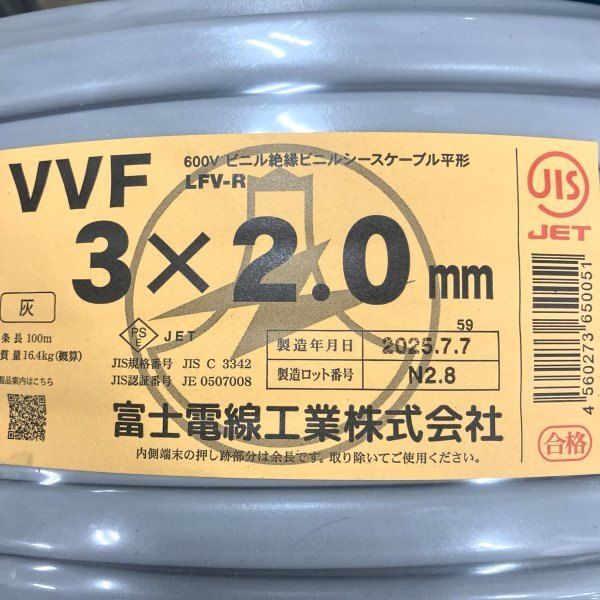 VVF
600V ビニル絶縁ビニルシースケーブル平形
LFV-R
3×2.0 mm
JIS
JET
灰
条 長 100m
質 量 16.4kg(概算)
製品案内はこちら
PS
E
JET
JIS規格番号 JIS C 3342
JIS認証番号 JE 0507008
59
製造年月日 2025.7.7
製造ロット番号 N2.8
富士電線工業株式会社
内側端末の押し跡部分は余長です。取り除いてご使用ください。
4560273650051
合格